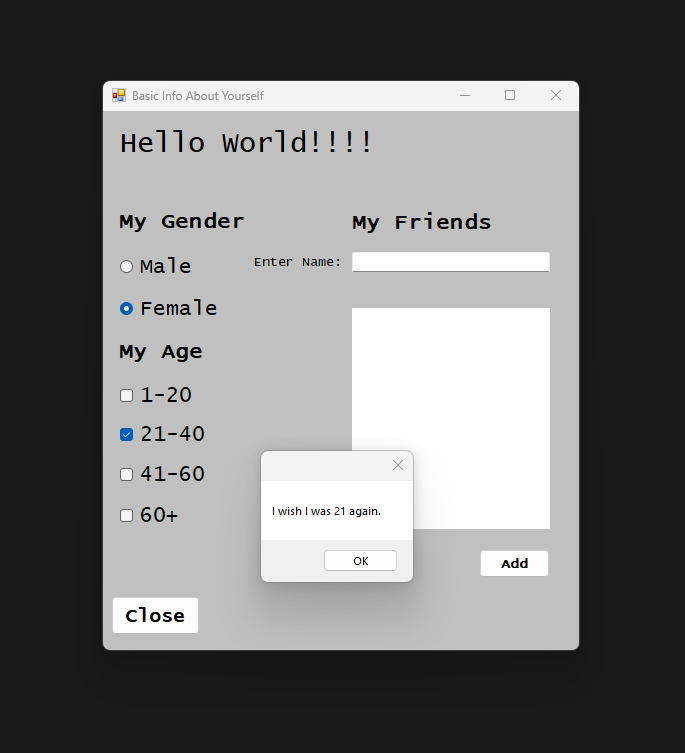 Basic Info About Yourself
Hello World!!!!
My Gender
My Friends
Male
Enter Name:
Female
My Age
1-20
21-40
41-60
I wish I was 21 again.
60+
OK
Add
Close